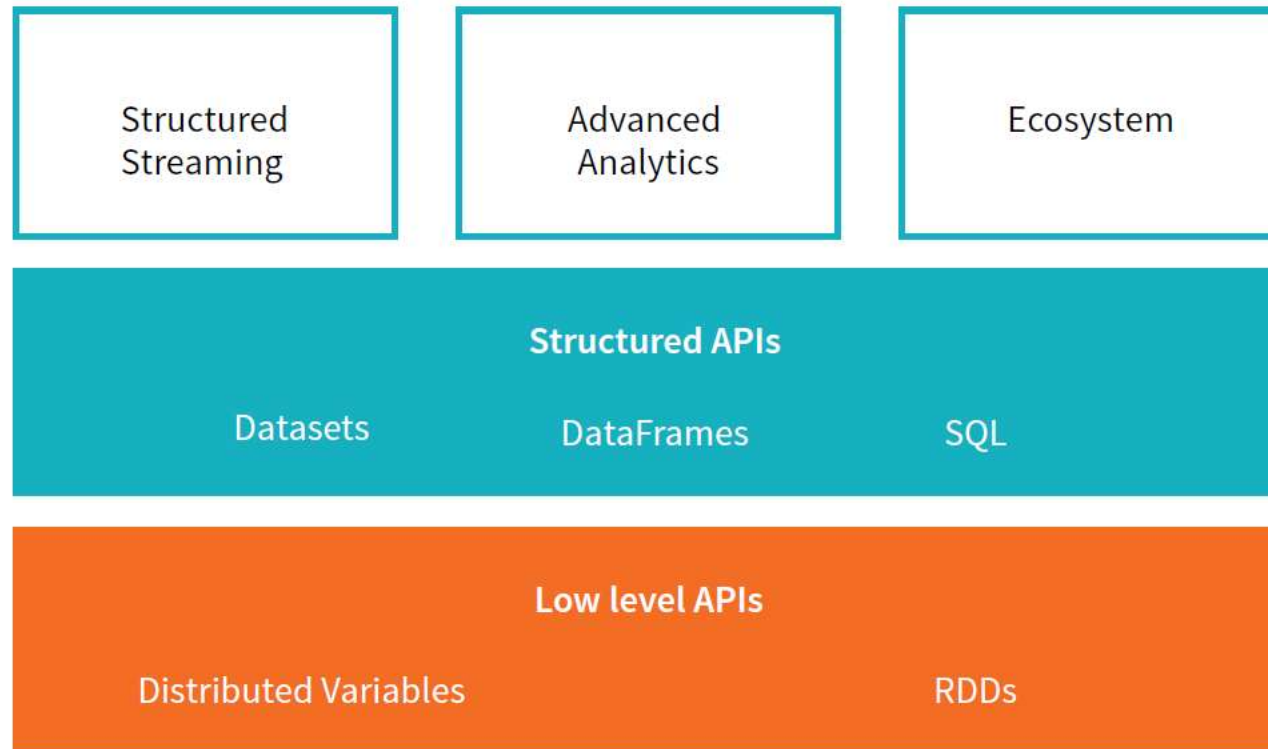 Structured
Streaming
Advanced
Analytics
Ecosystem
Structured APIs
Datasets
DataFrames
SQL
Low level APIs
Distributed Variables
RDDs